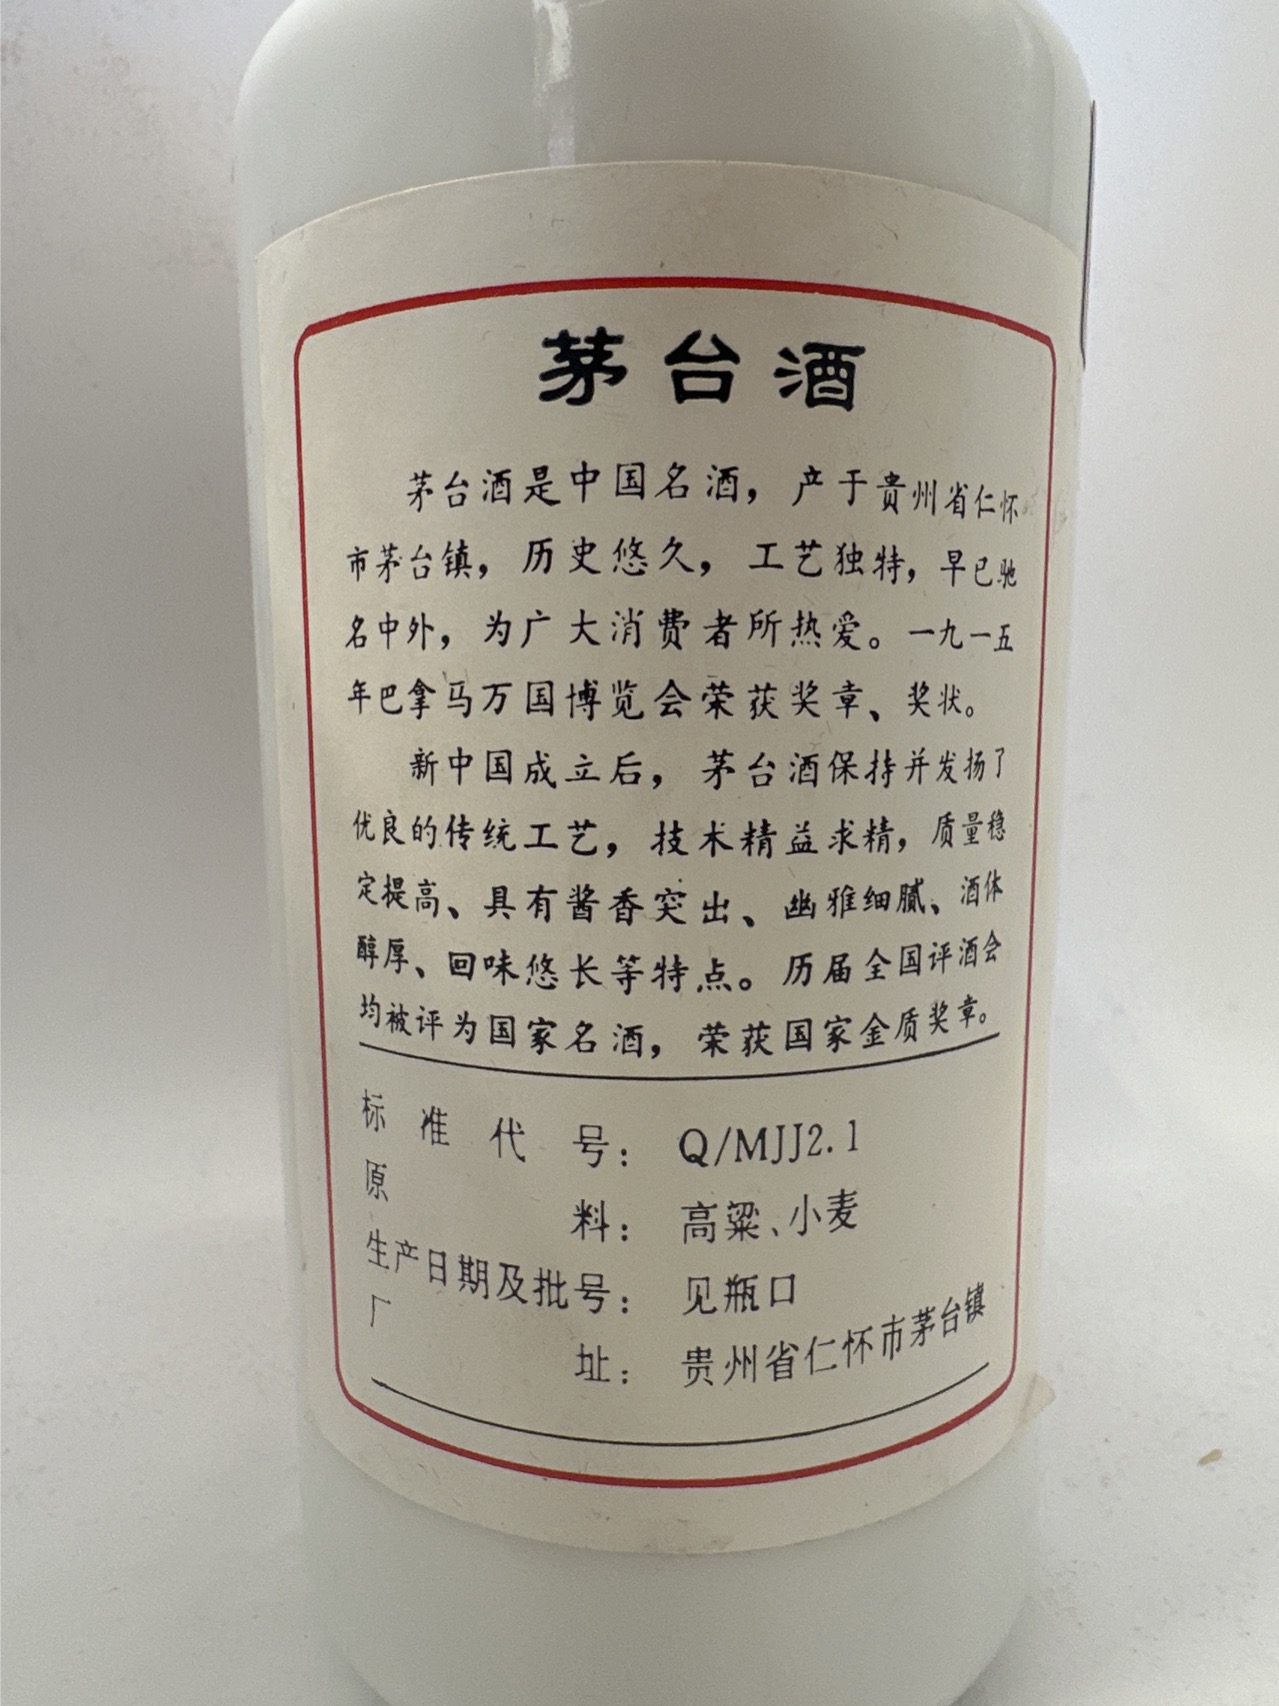 茅台酒
茅台酒是中国名酒，产于贵州省仁怀
市茅台镇，历史悠久，工艺独特，早已驰
名中外，为广大消费者所热爱。一九一五
年巴拿马万国博览会荣获奖章、奖状。
新中国成立后，茅台酒保持并发扬了
优良的传统工艺，技术精益求精，质量稳
定提高、具有酱香突出、幽雅细腻、酒体
醇厚、回味悠长等特点。历届全国评酒会
均被评为国家名酒，荣获国家金质奖章。
标准代号：Q/MJJ2.1
原料：高粱、小麦
生产日期及批号：见瓶口
厂址：贵州省仁怀市茅台镇